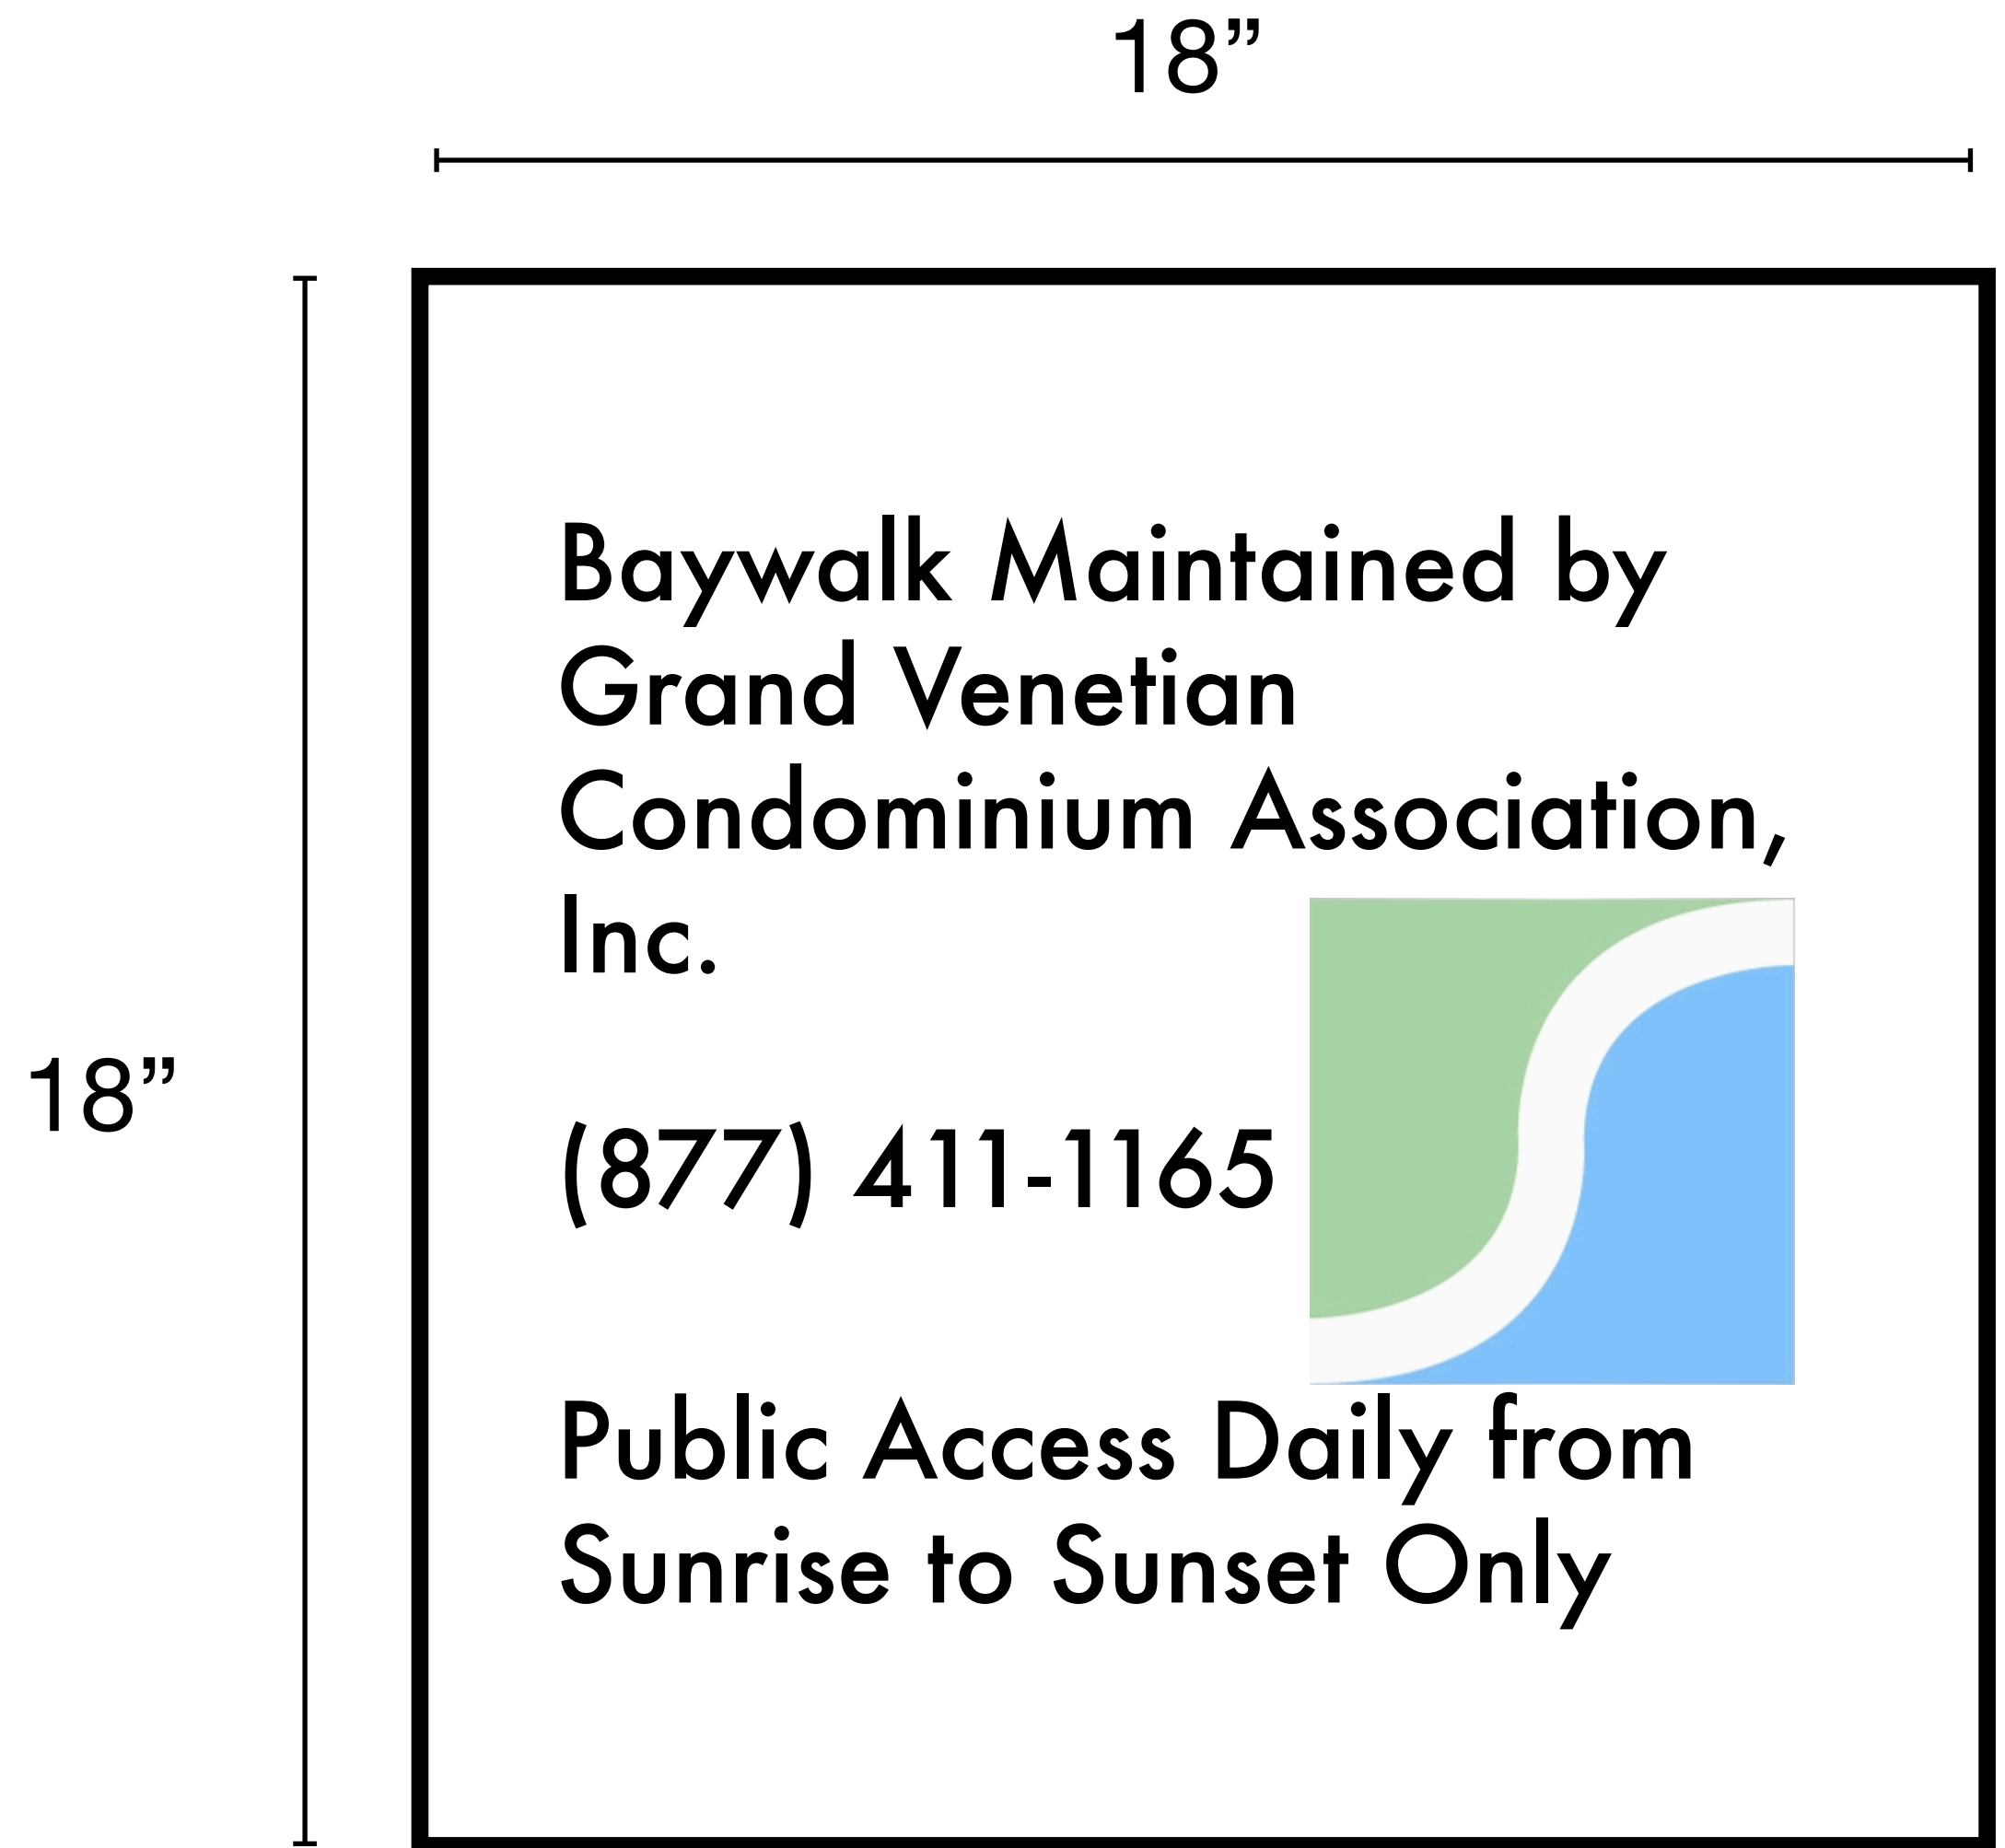 18”
18”
Baywalk Maintained by
Grand Venetian
Condominium Association,
Inc.
(877) 411-1165
Public Access Daily from
Sunrise to Sunset Only